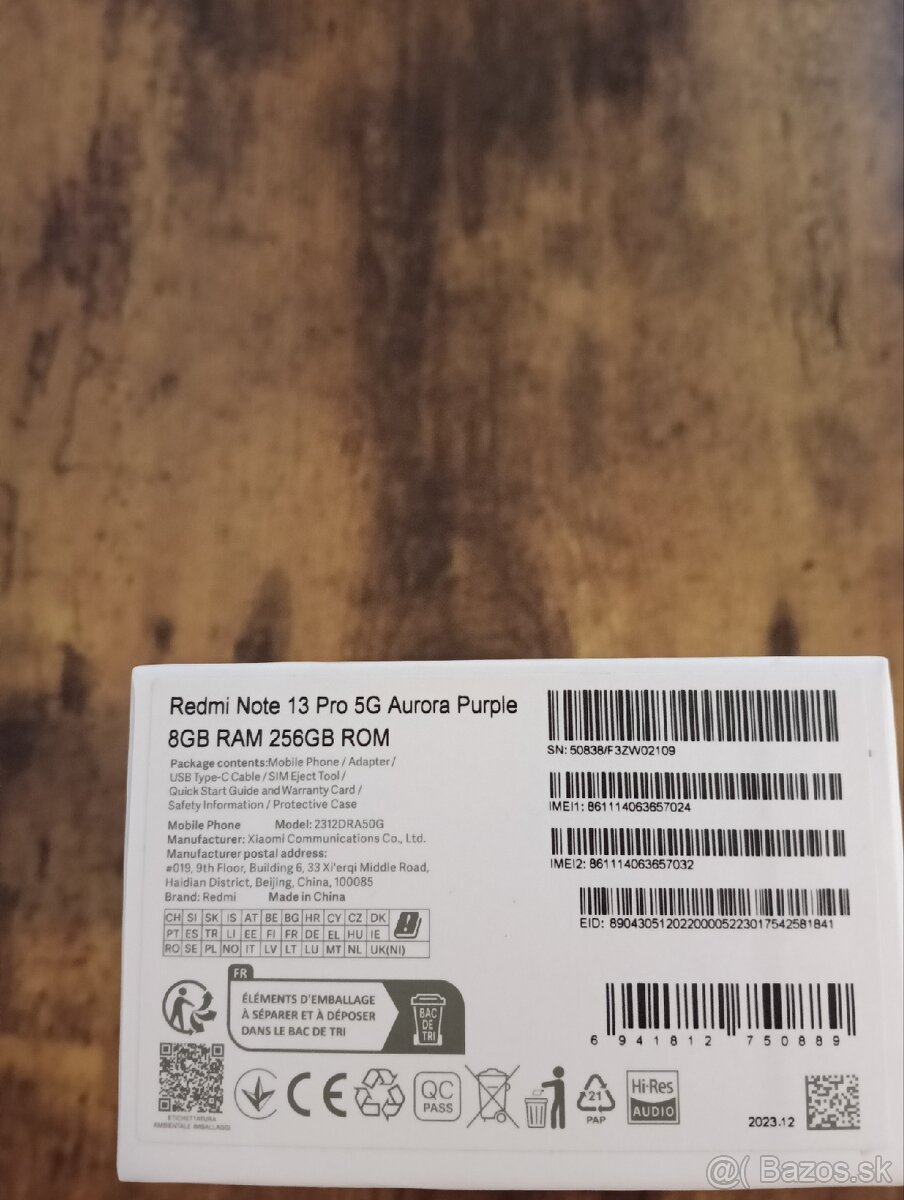 Redmi Note 13 Pro 5G Aurora Purple
8GB RAM 256GB ROM
Package contents:Mobile Phone / Adapter /
USB Type-C Cable / SIM Eject Tool /
Quick Start Guide and Warranty Card /
Safety Information / Protective Case
Mobile Phone Model: 2312DRA50G
Manufacturer: Xiaomi Communications Co., Ltd.
Manufacturer postal address:
#019, 9th Floor, Building 6, 33 Xi'erqi Middle Road,
Haidian District, Beijing, China, 100085
Brand: Redmi Made in China
CH SI SK IS AT BE BG HR CY CZ DK
PT ES TR LI EE FI FR DE EL HU IE
RO SE PL NO IT LV LT LU MT NL UK(NI)
SN: 50838/F3ZW02109
IMEI1: 861114063657024
IMEI2: 861114063657032
EID: 89043051202200005223017542581841
6 941812 750889
FR
ÉLÉMENTS D'EMBALLAGE
À SÉPARER ET À DÉPOSER
DANS LE BAC DE TRI
BAC
DE
TRI
ETICHETTATURA
AMBIENTALE IMBALLAGGI
CE
QC
PASS
21
PAP
Hi-Res
AUDIO
2023.12
@( Bazos.sk